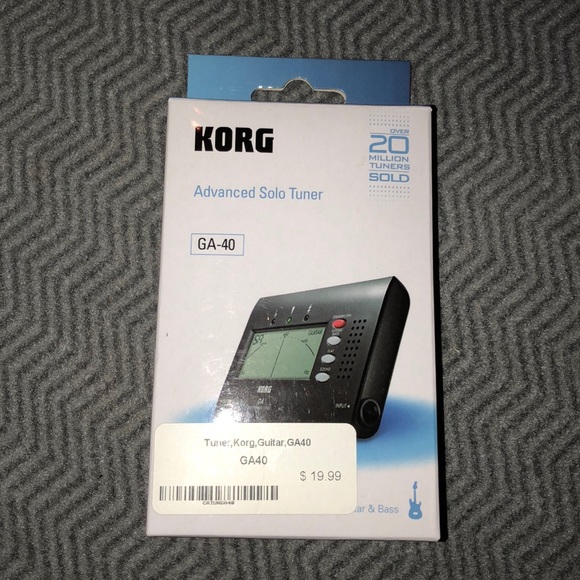 KORG
OVER
20
MILLION
TUNERS
SOLD
Advanced Solo Tuner
GA-40
GUITAR
KORG
INPUT
Tuner,Korg,Guitar,GA40
GA40
$ 19.99
& Bass